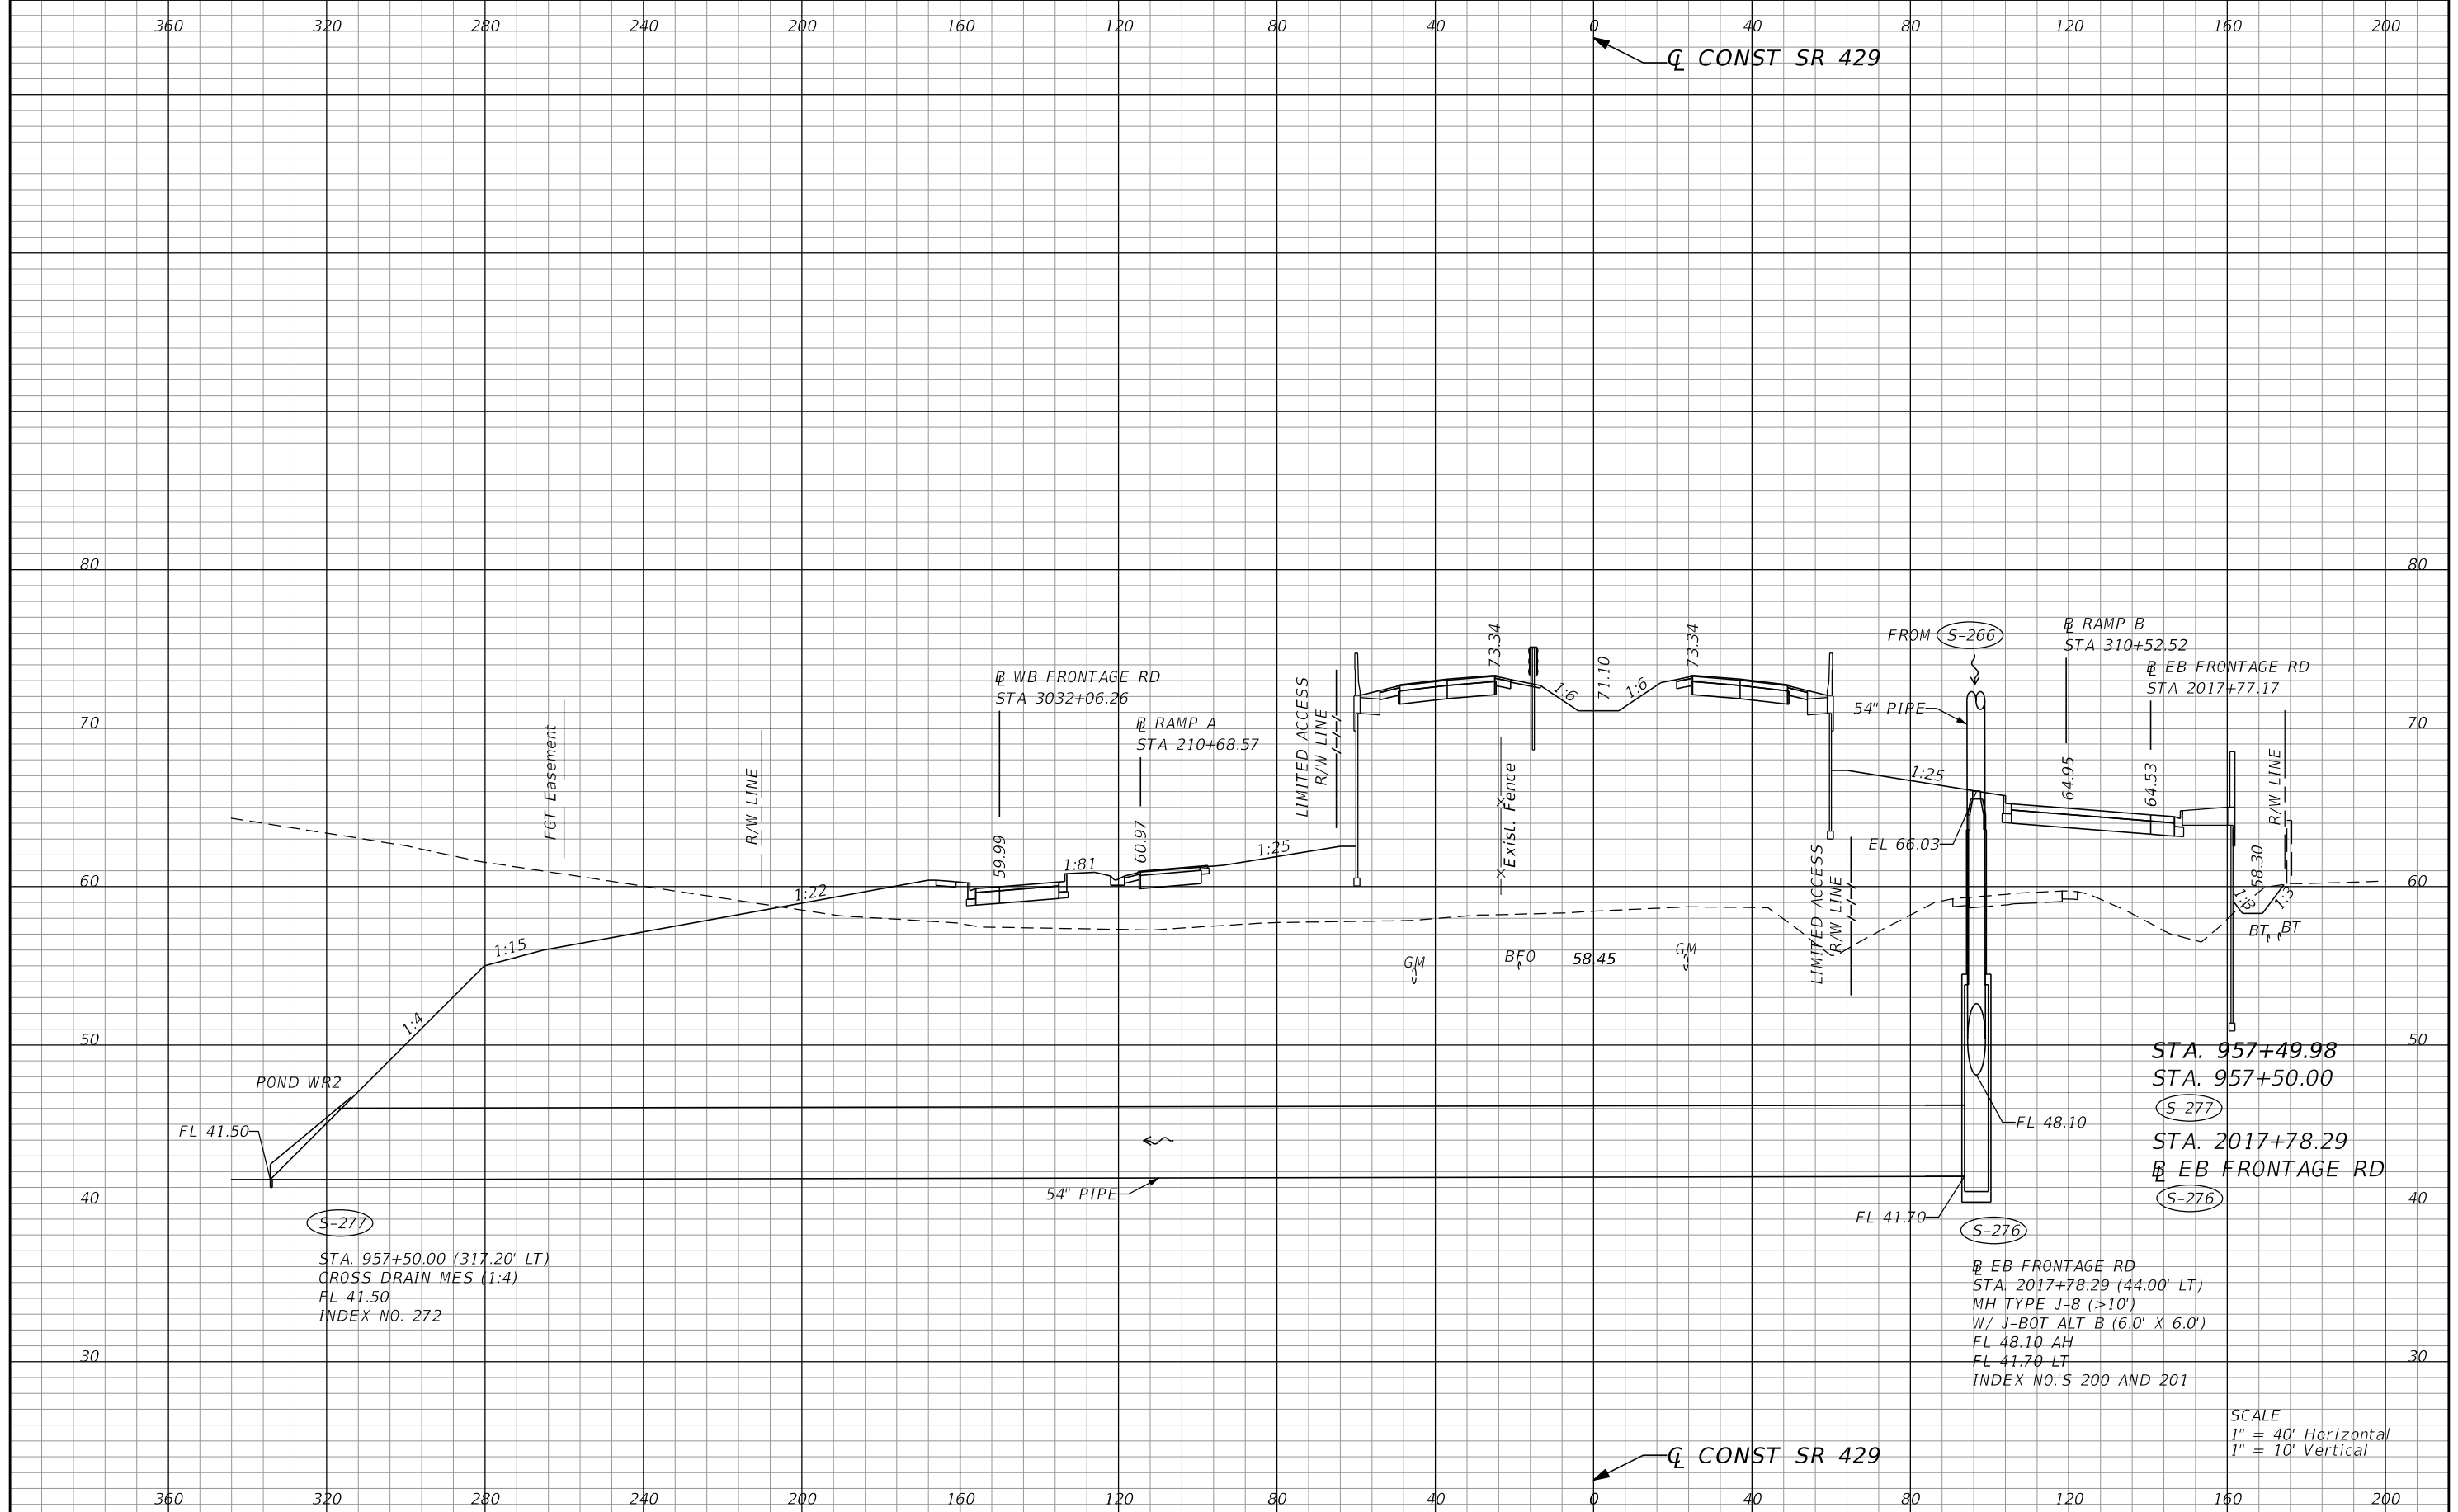 360 320 280 240 200 160 120 80 40 0 40 80 120 160 200
℄ CONST SR 429
80 80
70 70
60 60
50 50
40 40
30 30
FGT Easement
R/W LINE
℄ WB FRONTAGE RD
STA 3032+06.26
59.99
℄ RAMP A
STA 210+68.57
60.97
LIMITED ACCESS
R/W LINE
73.34
Exist. Fence
71.10
73.34
LIMITED ACCESS
R/W LINE
FROM S-266
54" PIPE
EL 66.03
℄ RAMP B
STA 310+52.52
64.95
℄ EB FRONTAGE RD
STA 2017+77.17
64.53
R/W LINE
58.30
1:4
1:15
1:22
1:81
1:25
1:6
1:6
1:25
1:3
1:3
GM
BFO
58.45
GM
BT
BT
POND WR2
FL 41.50
54" PIPE
FL 41.70
FL 48.10
STA. 957+49.98
STA. 957+50.00
S-277
STA. 2017+78.29
℄ EB FRONTAGE RD
S-276
S-277
STA. 957+50.00 (317.20' LT)
CROSS DRAIN MES (1:4)
FL 41.50
INDEX NO. 272
S-276
℄ EB FRONTAGE RD
STA. 2017+78.29 (44.00' LT)
MH TYPE J-8 (>10')
W/ J-BOT ALT B (6.0' X 6.0')
FL 48.10 AH
FL 41.70 LT
INDEX NO.'S 200 AND 201
SCALE
1" = 40' Horizontal
1" = 10' Vertical
℄ CONST SR 429
360 320 280 240 200 160 120 80 40 0 40 80 120 160 200